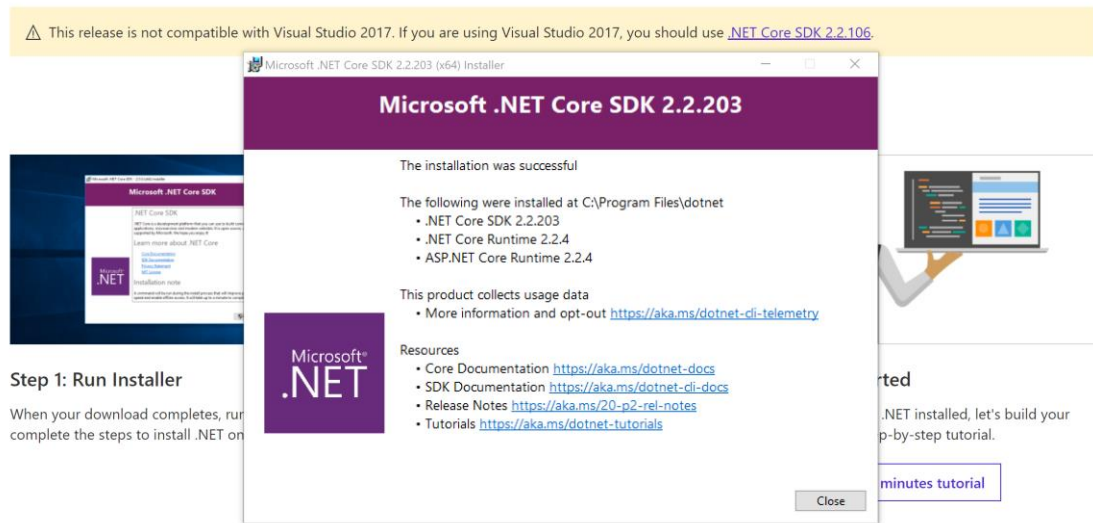 ⚠ This release is not compatible with Visual Studio 2017. If you are using Visual Studio 2017, you should use .NET Core SDK 2.2.106.
Microsoft .NET Core SDK 2.2.203 (x64) Installer
Microsoft .NET Core SDK 2.2.203
The installation was successful
The following were installed at C:\Program Files\dotnet
• .NET Core SDK 2.2.203
• .NET Core Runtime 2.2.4
• ASP.NET Core Runtime 2.2.4
This product collects usage data
• More information and opt-out https://aka.ms/dotnet-cli-telemetry
Resources
• Core Documentation https://aka.ms/dotnet-docs
• SDK Documentation https://aka.ms/dotnet-cli-docs
• Release Notes https://aka.ms/20-p2-rel-notes
• Tutorials https://aka.ms/dotnet-tutorials
Microsoft®
.NET
Close
Microsoft .NET Core SDK
.NET Core SDK
Learn more about .NET Core
Core Documentation
SDK Documentation
Privacy Statement
Installation note
Microsoft
.NET
Step 1: Run Installer
When your download completes, run
complete the steps to install .NET on
rted
.NET installed, let's build your
p-by-step tutorial.
minutes tutorial